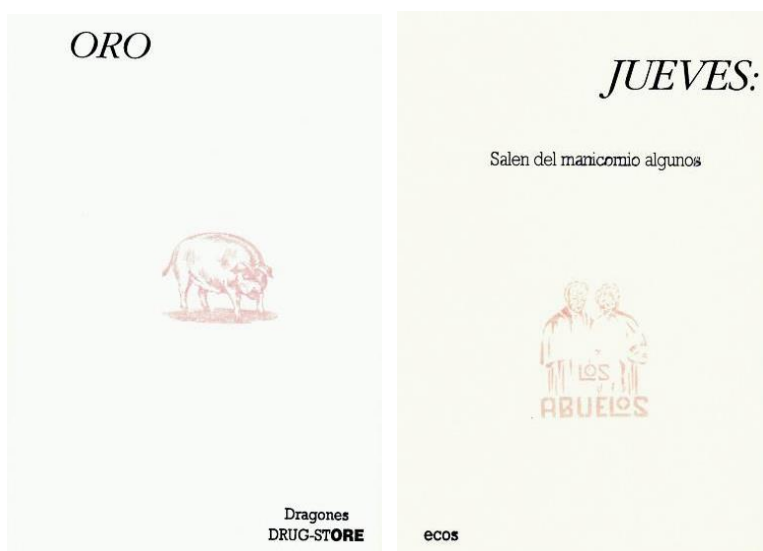 ORO
Dragones
DRUG-STORE
JUEVES:
Salen del manicomio algunos
LOS
ABUELOS
ecos